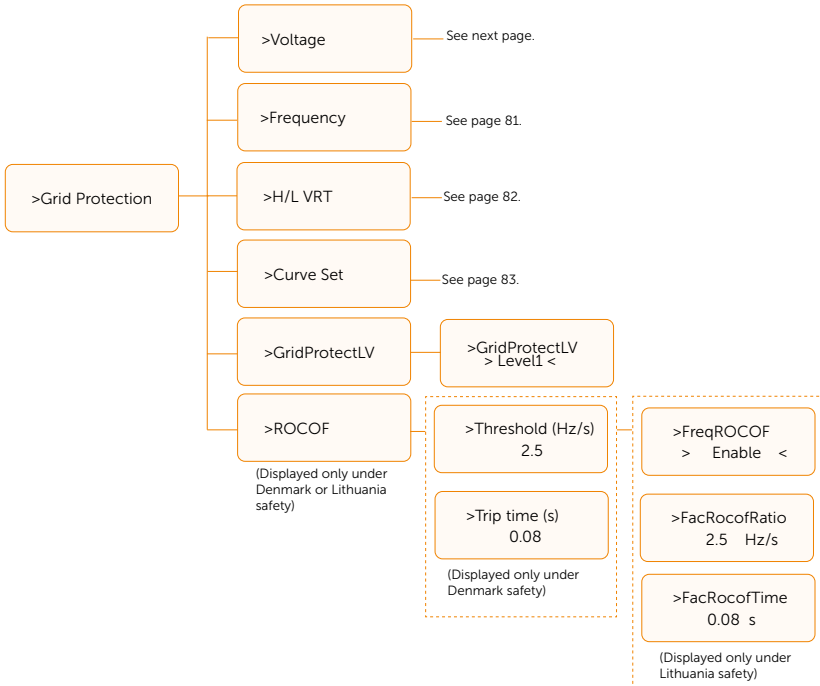 >Grid Protection
>Voltage
See next page.
>Frequency
See page 81.
>H/L VRT
See page 82.
>Curve Set
See page 83.
>GridProtectLV
>GridProtectLV
> Level1 <
>ROCOF
(Displayed only under
Denmark or Lithuania
safety)
>Threshold (Hz/s)
2.5
>Trip time (s)
0.08
(Displayed only under
Denmark safety)
>FreqROCOF
> Enable <
>FacRocofRatio
2.5 Hz/s
>FacRocofTime
0.08 s
(Displayed only under
Lithuania safety)